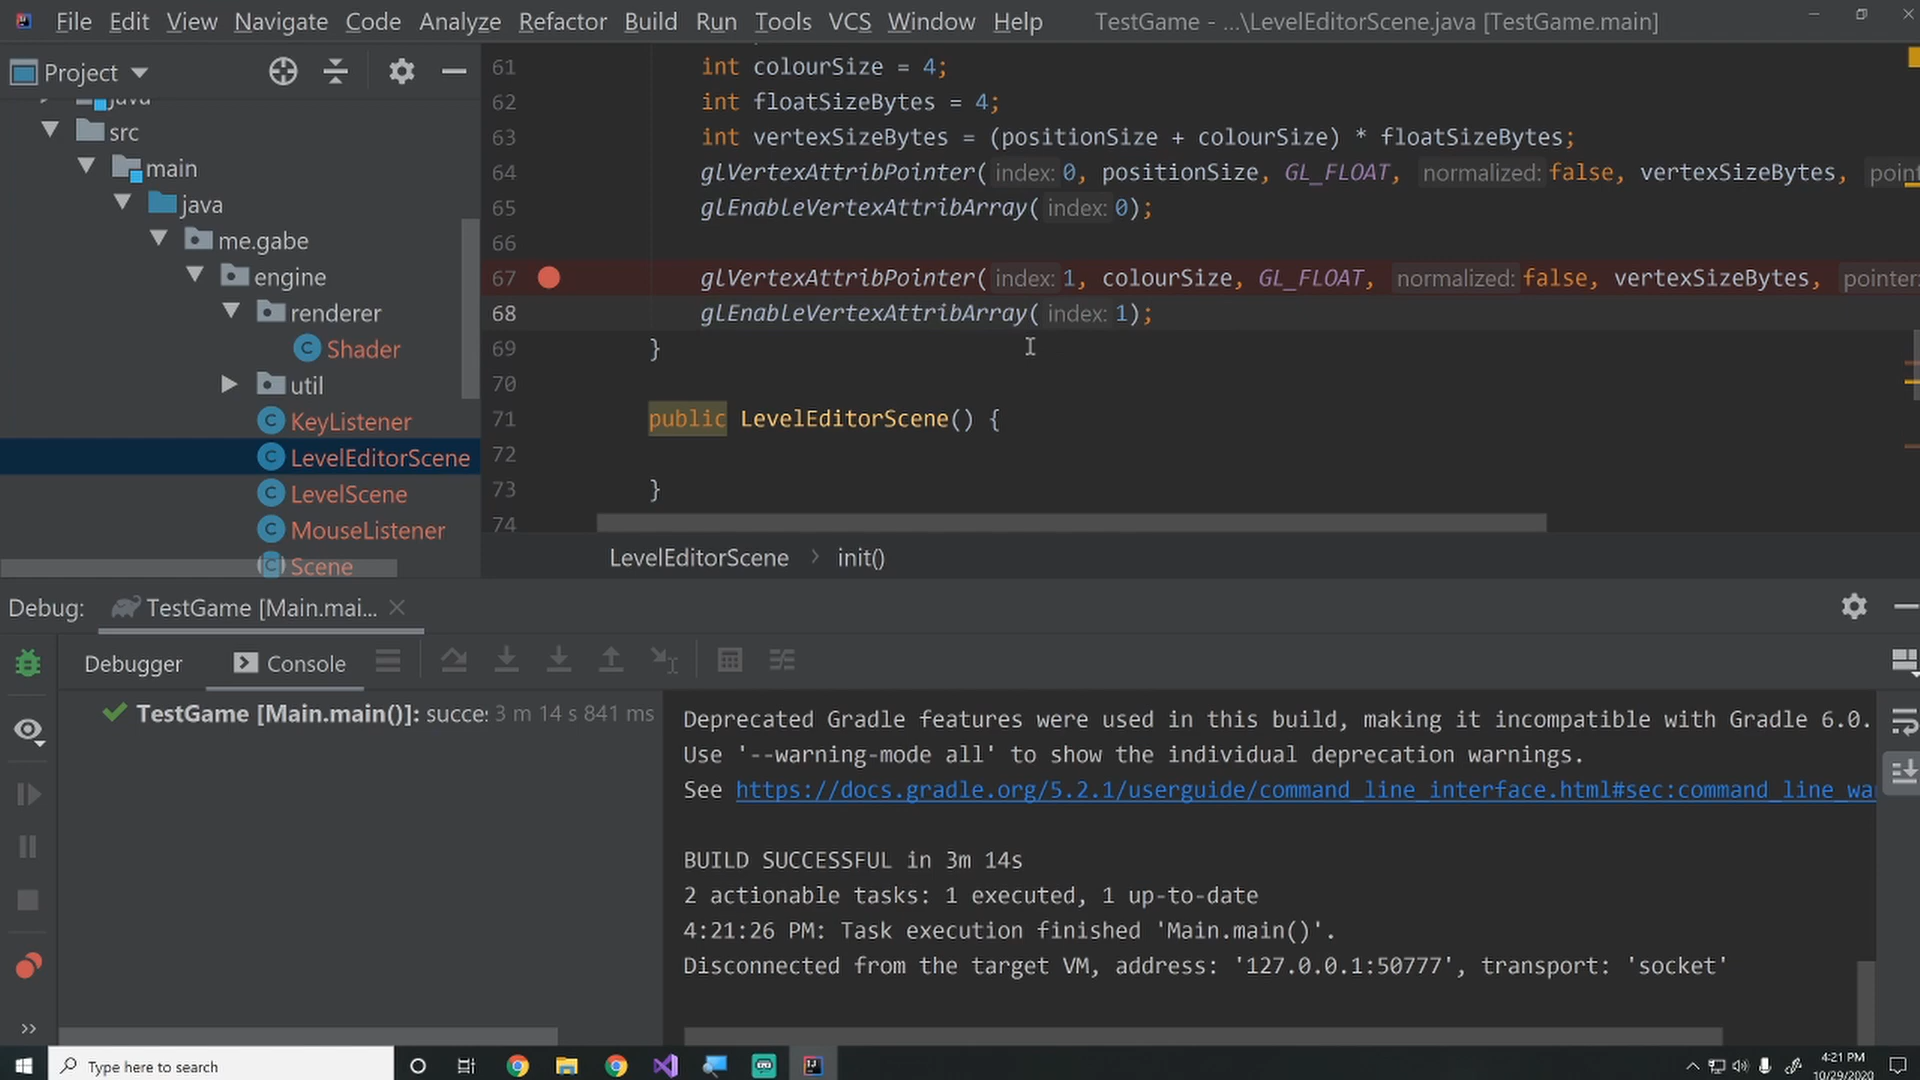 File Edit View Navigate Code Analyze Refactor Build Run Tools VCS Window Help TestGame - ...\LevelEditorScene.java [TestGame.main]
Project
java
src
main
java
me.gabe
engine
renderer
Shader
util
KeyListener
LevelEditorScene
LevelScene
MouseListener
Scene
61 int colourSize = 4;
62 int floatSizeBytes = 4;
63 int vertexSizeBytes = (positionSize + colourSize) * floatSizeBytes;
64 glVertexAttribPointer( index: 0, positionSize, GL_FLOAT, normalized: false, vertexSizeBytes, point
65 glEnableVertexAttribArray( index: 0);
66
67 glVertexAttribPointer( index: 1, colourSize, GL_FLOAT, normalized: false, vertexSizeBytes, pointer:
68 glEnableVertexAttribArray( index: 1);
69 }
70
71 public LevelEditorScene() {
72
73 }
74
LevelEditorScene > init()
Debug: TestGame [Main.mai...
Debugger Console
TestGame [Main.main()]: succe: 3 m 14 s 841 ms
Deprecated Gradle features were used in this build, making it incompatible with Gradle 6.0.
Use '--warning-mode all' to show the individual deprecation warnings.
See https://docs.gradle.org/5.2.1/userguide/command_line_interface.html#sec:command_line_wa
BUILD SUCCESSFUL in 3m 14s
2 actionable tasks: 1 executed, 1 up-to-date
4:21:26 PM: Task execution finished 'Main.main()'.
Disconnected from the target VM, address: '127.0.0.1:50777', transport: 'socket'
Type here to search
4:21 PM
10/29/2020